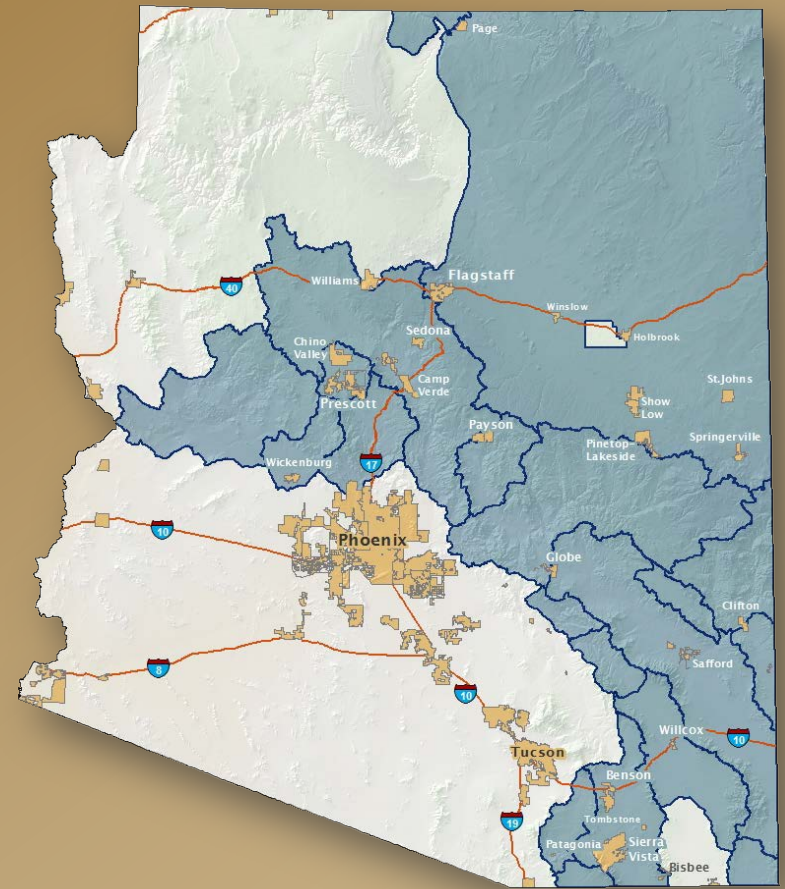 Page
Williams
Flagstaff
40
Winslow
Holbrook
Sedona
Chino
Valley
Camp
Verde
Prescott
St.Johns
Show
Low
Payson
Pinetop-
Lakeside
Springerville
Wickenburg
17
10
Phoenix
Globe
Clifton
8
Safford
10
Willcox
10
Tucson
Benson
19
Tombstone
Patagonia
Sierra
Vista
Bisbee